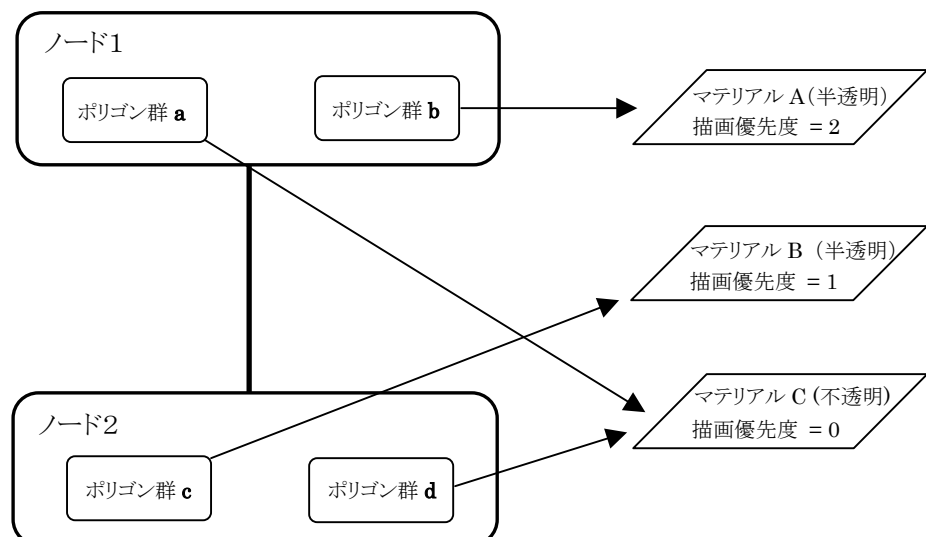 ノード1
ポリゴン群 a
ポリゴン群 b
マテリアル A(半透明)
描画優先度 = 2
マテリアル B (半透明)
描画優先度 = 1
マテリアル C (不透明)
描画優先度 = 0
ノード2
ポリゴン群 c
ポリゴン群 d